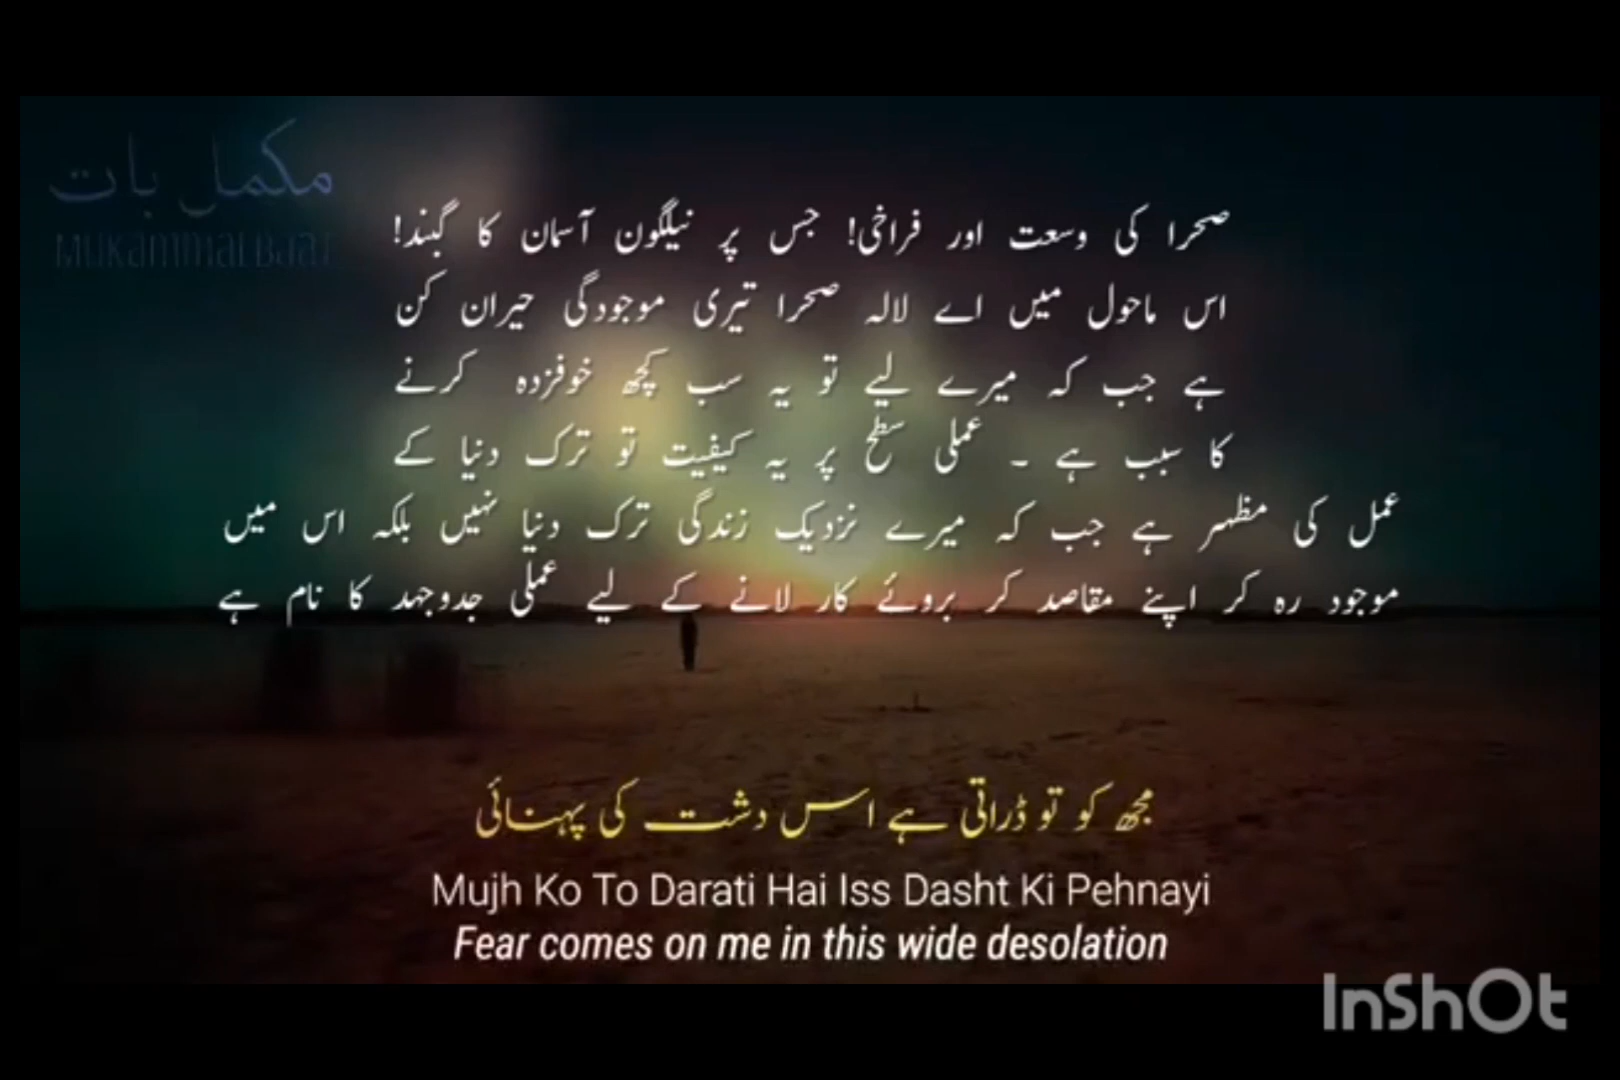 مکمل بات
MUKammaL BaaT
صحرا کی وسعت اور فراخی! جس پر نیلگون آسمان کا گنبد!
اس ماحول میں اے لالہ صحرا تیری موجودگی حیران کن
ہے جب کہ میرے لیے تو یہ سب کچھ خوفزدہ کرنے
کا سبب ہے ۔ عملی سطح پر یہ کیفیت تو ترک دنیا کے
عمل کی مظہر ہے جب کہ میرے نزدیک زندگی ترک دنیا نہیں بلکہ اس میں
موجود رہ کر اپنے مقاصد کر بروئے کار لانے کے لیے عملی جدوجہد کا نام ہے
مجھ کو تو ڈراتی ہے اس دشت کی پہنائی
Mujh Ko To Darati Hai Iss Dasht Ki Pehnayi
Fear comes on me in this wide desolation
InShOt